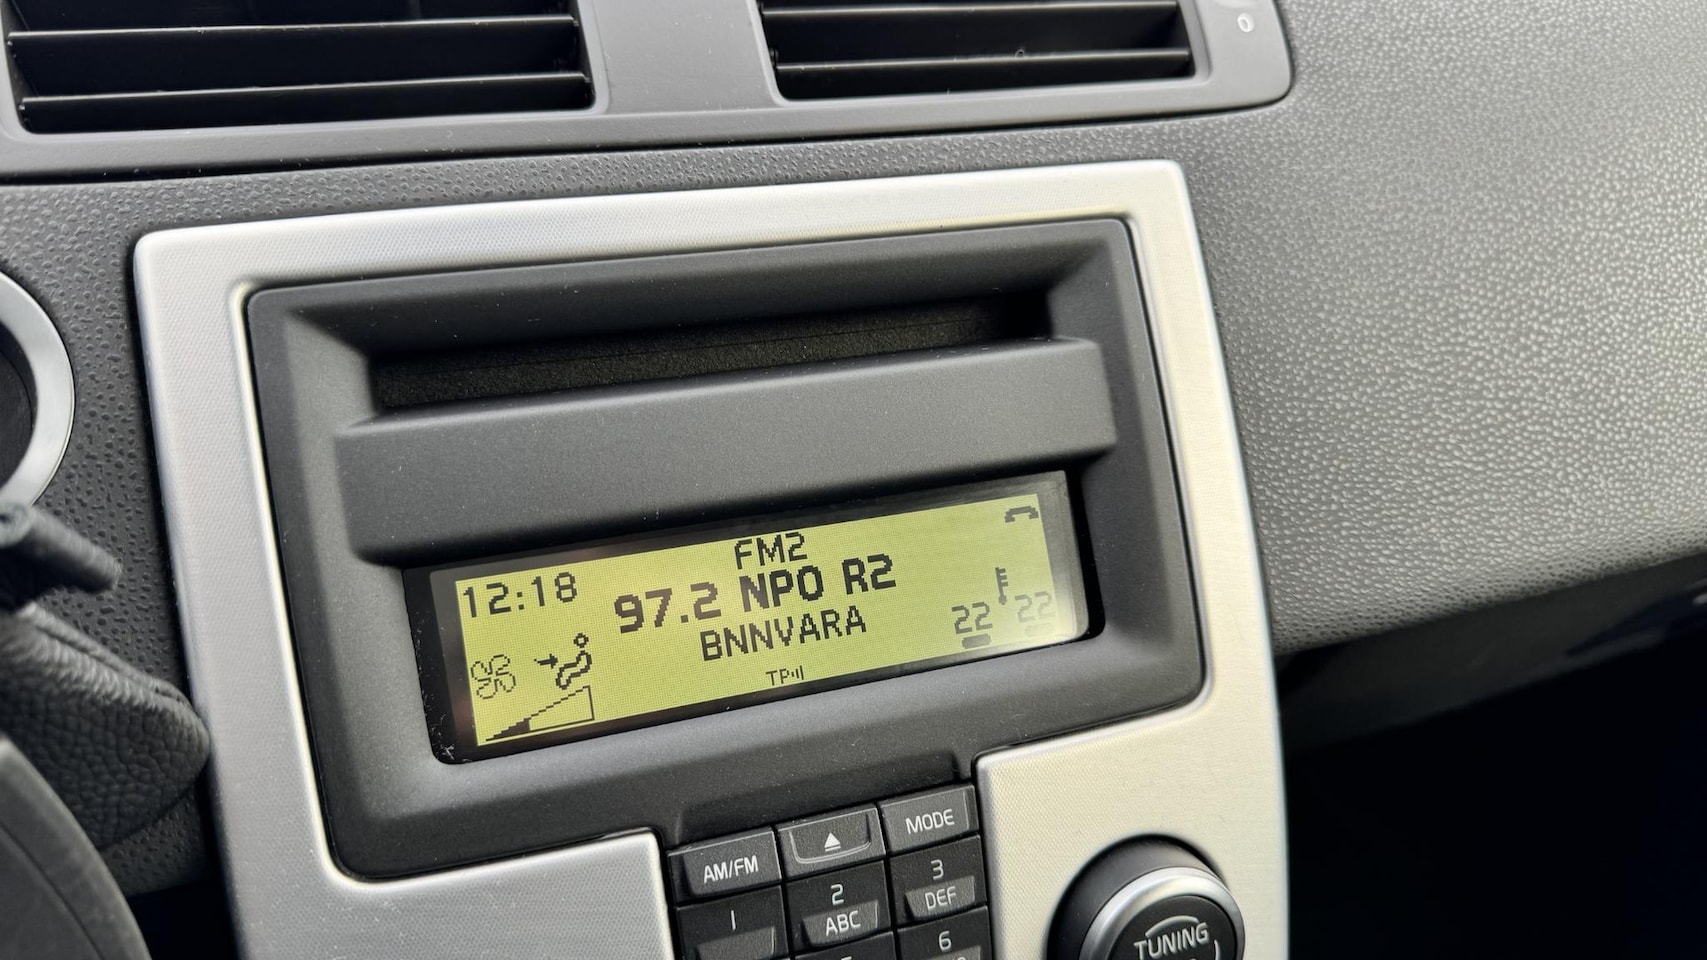 0
FM2
12:18
97.2 NPO R2
BNNVARA
22 22
TP
AM/FM
MODE
1
2
ABC
3
DEF
6
TUNING